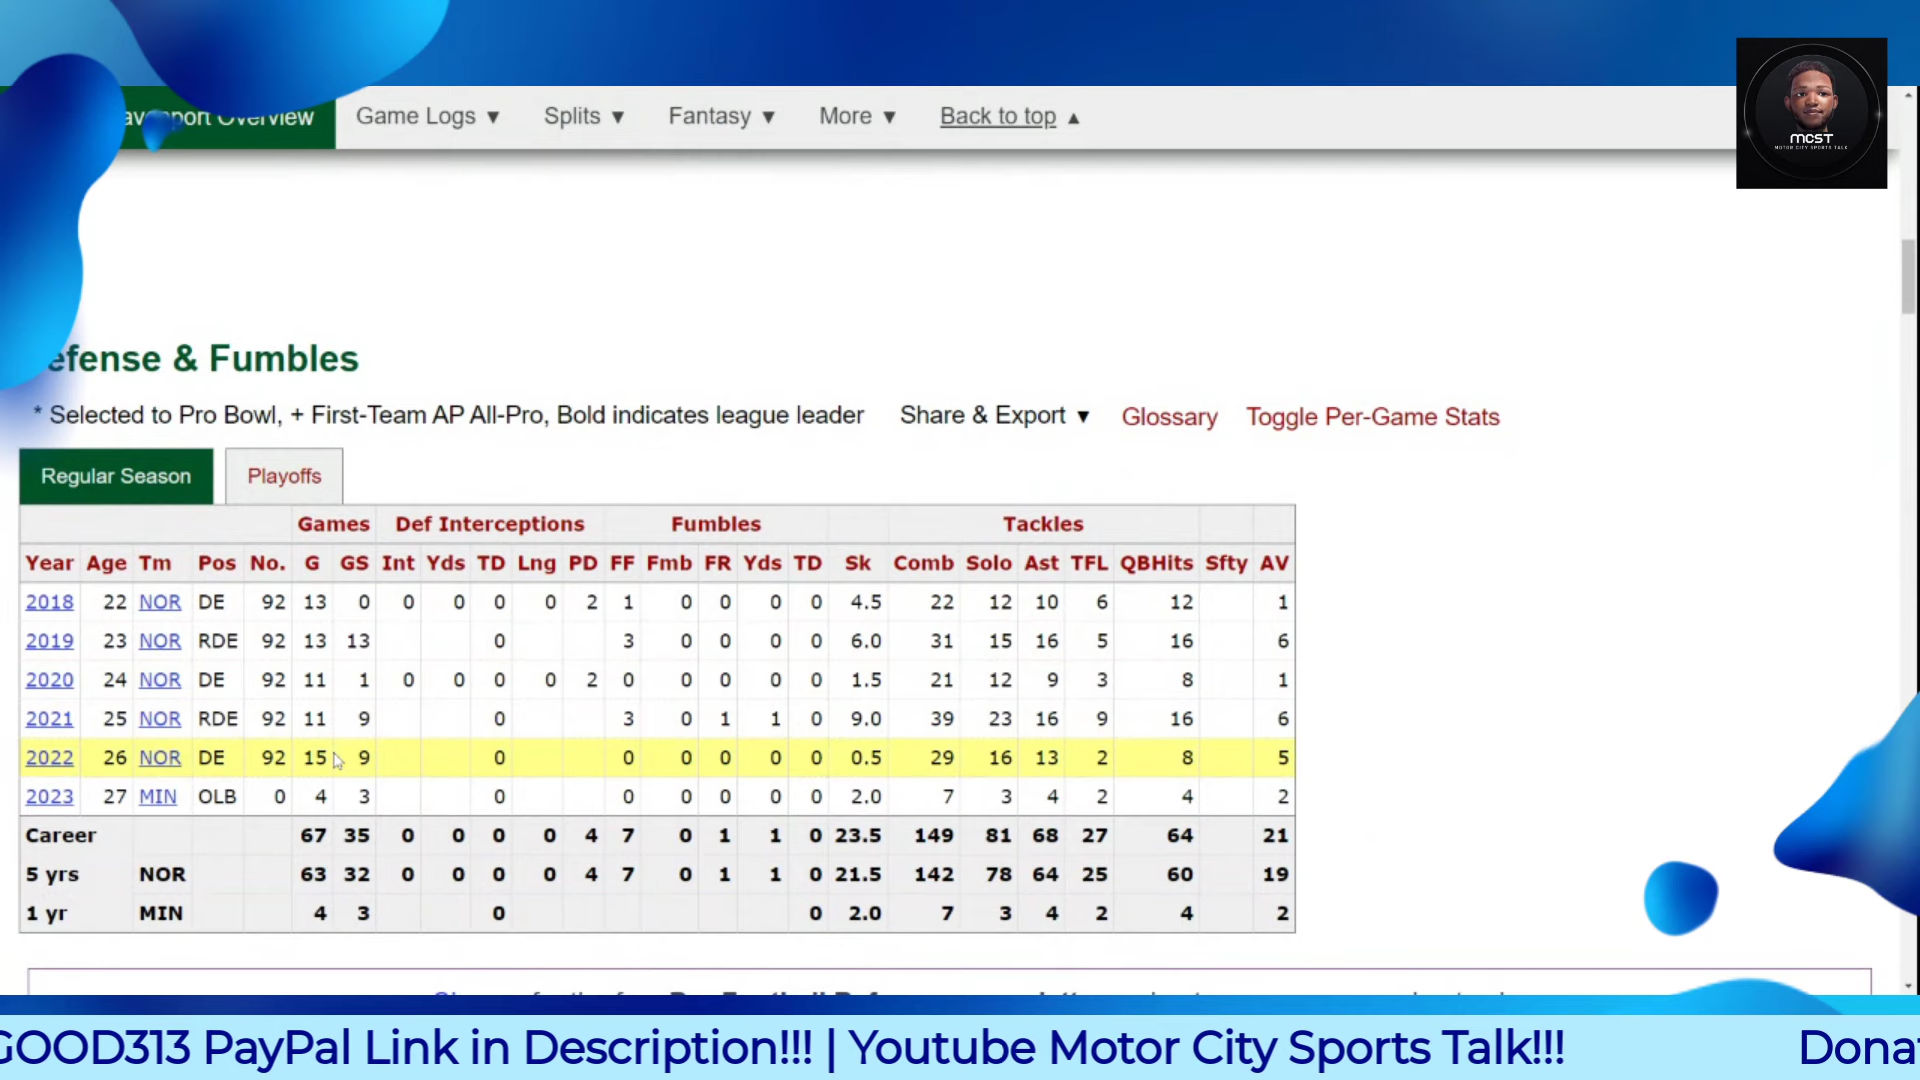 avenport Overview Game Logs ▼ Splits ▼ Fantasy ▼ More ▼ Back to top ▲
MCST
MOTOR CITY SPORTS TALK
efense & Fumbles
* Selected to Pro Bowl, + First-Team AP All-Pro, Bold indicates league leader Share & Export ▼ Glossary Toggle Per-Game Stats
Regular Season Playoffs
Games Def Interceptions Fumbles Tackles
Year Age Tm Pos No. G GS Int Yds TD Lng PD FF Fmb FR Yds TD Sk Comb Solo Ast TFL QBHits Sfty AV
2018 22 NOR DE 92 13 0 0 0 0 0 2 1 0 0 0 0 4.5 22 12 10 6 12 1
2019 23 NOR RDE 92 13 13 0 3 0 0 0 0 6.0 31 15 16 5 16 6
2020 24 NOR DE 92 11 1 0 0 0 0 2 0 0 0 0 0 1.5 21 12 9 3 8 1
2021 25 NOR RDE 92 11 9 0 3 0 1 1 0 9.0 39 23 16 9 16 6
2022 26 NOR DE 92 15 9 0 0 0 0 0 0 0.5 29 16 13 2 8 5
2023 27 MIN OLB 0 4 3 0 0 0 0 0 0 2.0 7 3 4 2 4 2
Career 67 35 0 0 0 0 4 7 0 1 1 0 23.5 149 81 68 27 64 21
5 yrs NOR 63 32 0 0 0 0 4 7 0 1 1 0 21.5 142 78 64 25 60 19
1 yr MIN 4 3 0 0 2.0 7 3 4 2 4 2
GOOD313 PayPal Link in Description!!! | Youtube Motor City Sports Talk!!! Dona